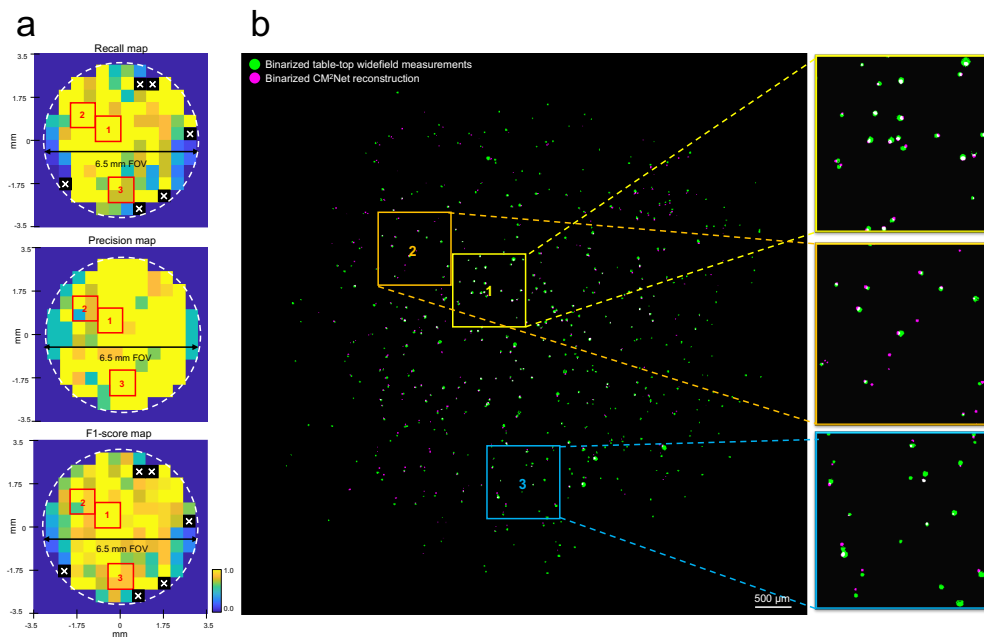 a
b
Recall map
3.5
1.75
0
-1.75
-3.5
mm
2
1
3
6.5 mm FOV
Precision map
3.5
1.75
0
-1.75
-3.5
mm
2
1
3
6.5 mm FOV
F1-score map
3.5
1.75
0
-1.75
-3.5
mm
2
1
3
6.5 mm FOV
1.0
0.0
-1.75
0
1.75
3.5
mm
Binarized table-top widefield measurements
Binarized CM²Net reconstruction
2
1
3
500 μm